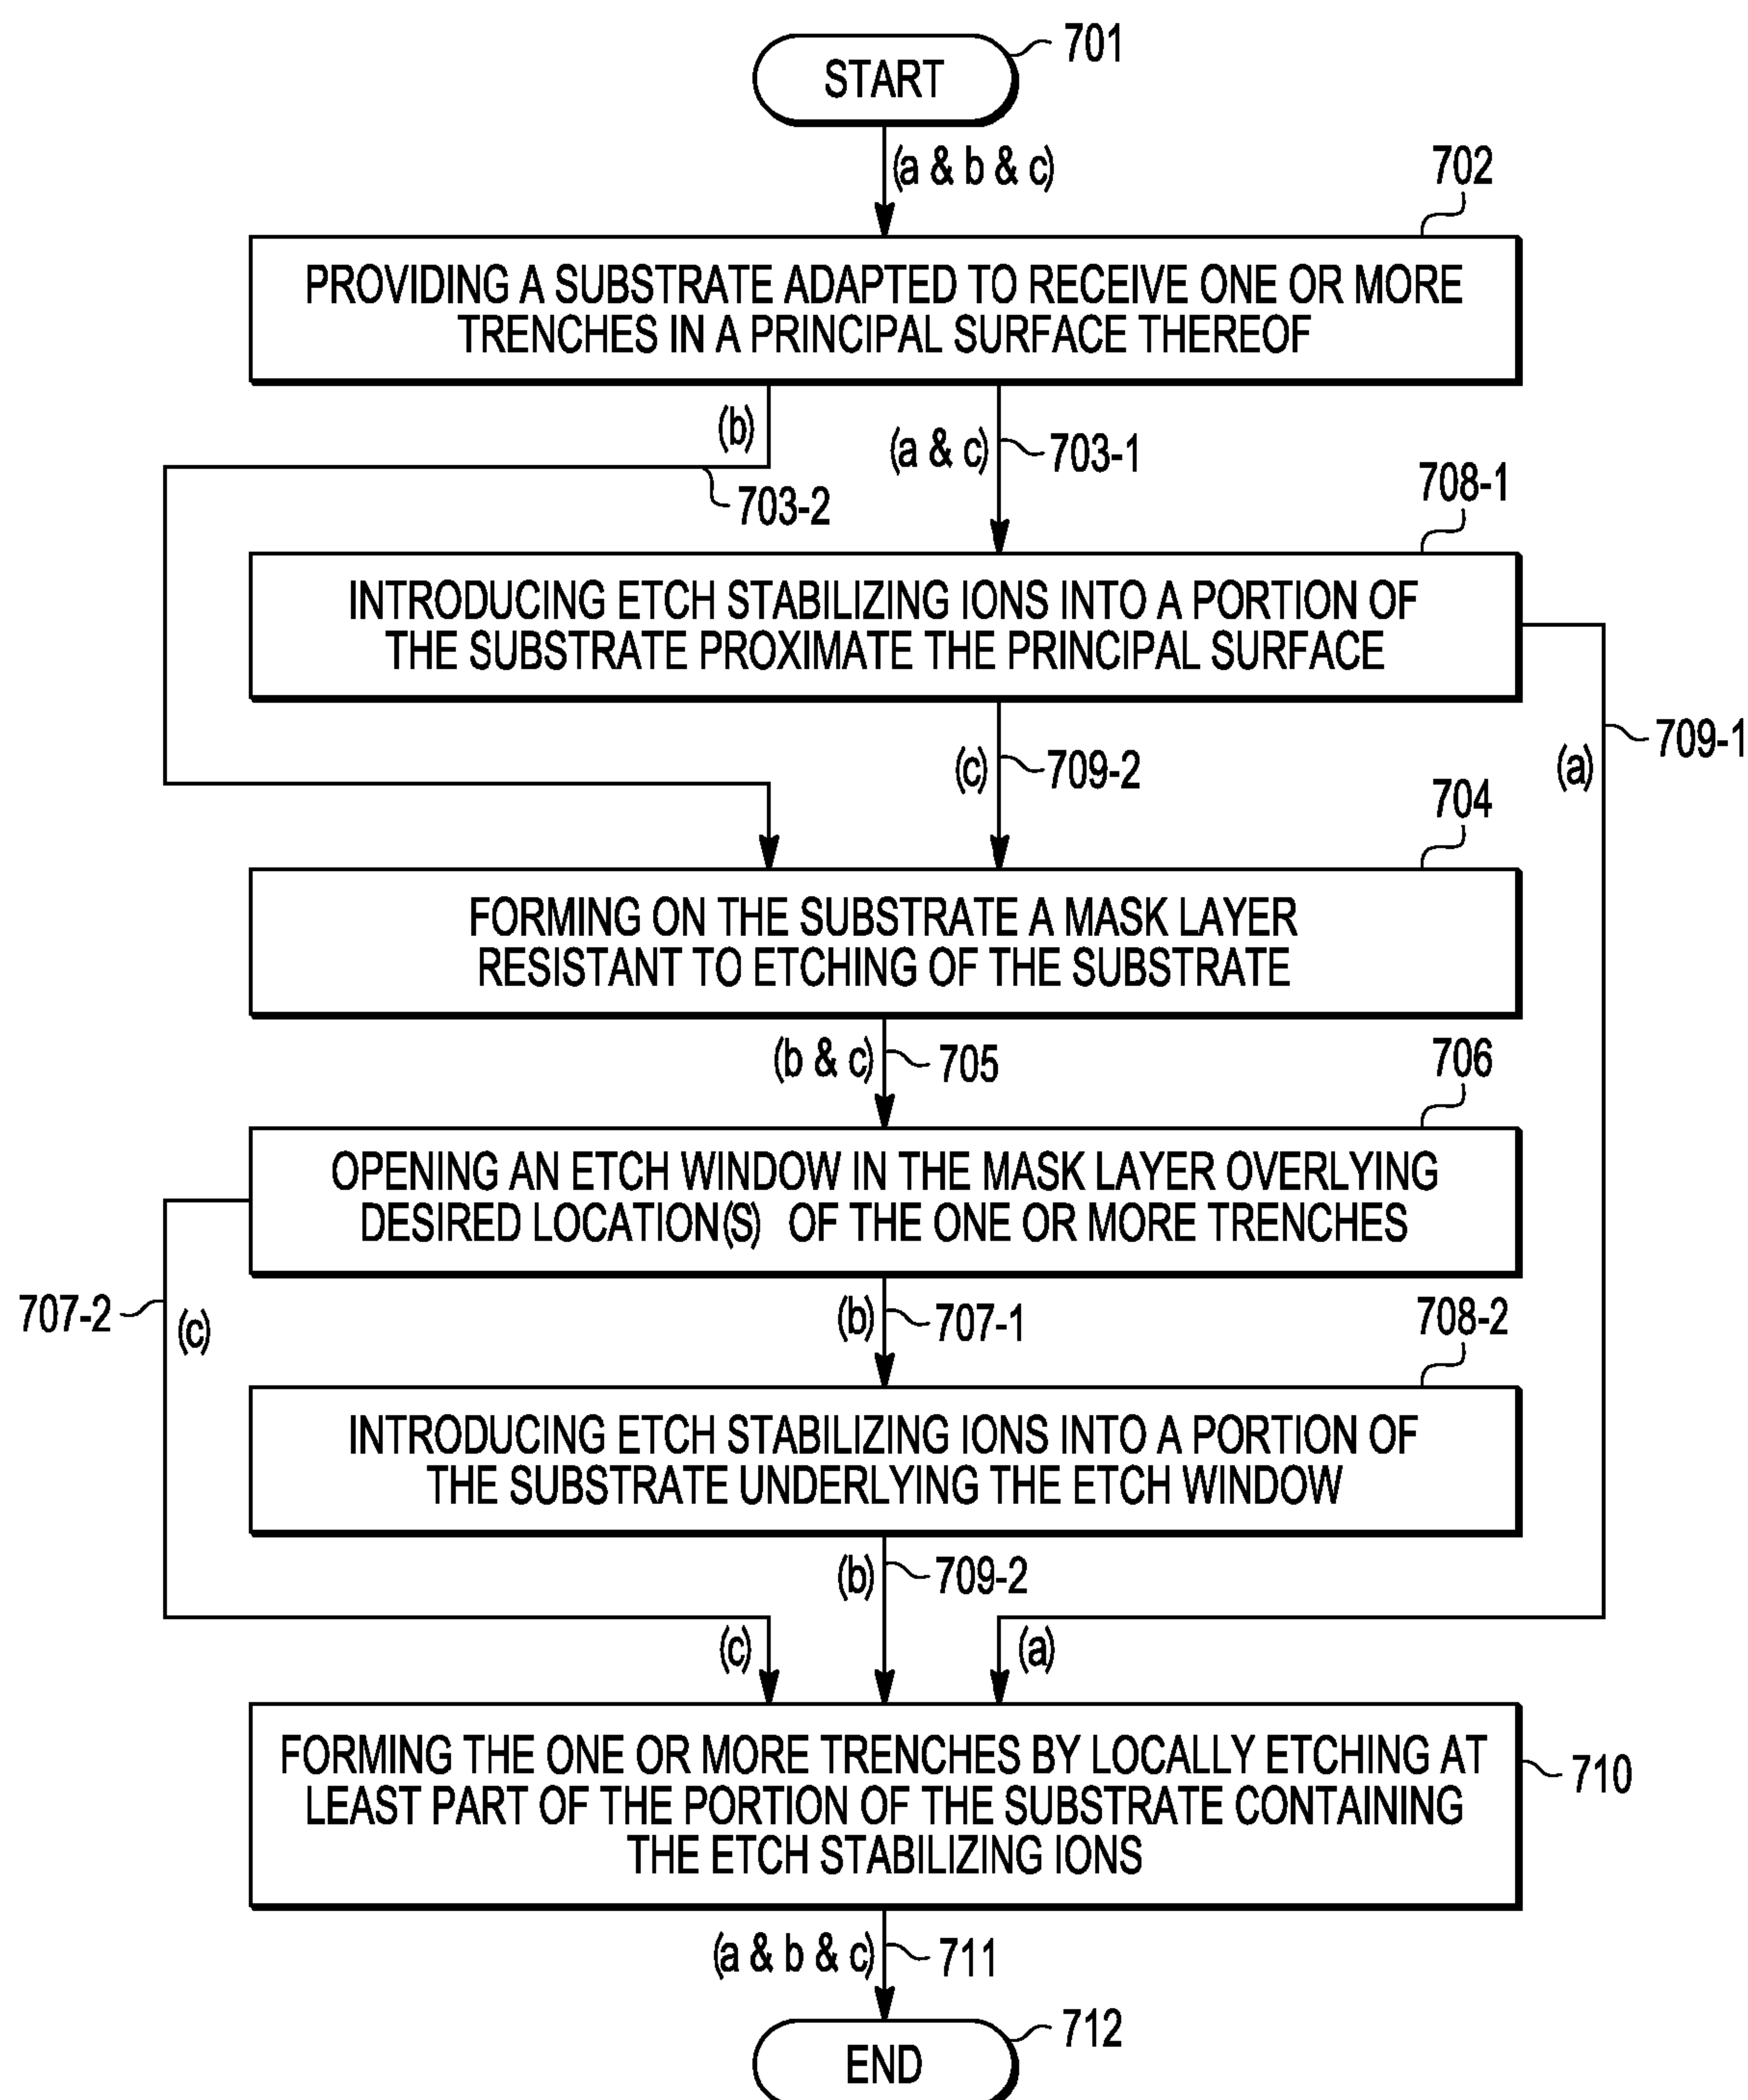 701
START
(a & b & c)
702
PROVIDING A SUBSTRATE ADAPTED TO RECEIVE ONE OR MORE
TRENCHES IN A PRINCIPAL SURFACE THEREOF
(b)
(a & c)
703-1
703-2
708-1
INTRODUCING ETCH STABILIZING IONS INTO A PORTION OF
THE SUBSTRATE PROXIMATE THE PRINCIPAL SURFACE
709-1
(a)
(c)
709-2
704
FORMING ON THE SUBSTRATE A MASK LAYER
RESISTANT TO ETCHING OF THE SUBSTRATE
(b & c)
705
706
OPENING AN ETCH WINDOW IN THE MASK LAYER OVERLYING
DESIRED LOCATION(S) OF THE ONE OR MORE TRENCHES
707-2
(c)
(b)
707-1
708-2
INTRODUCING ETCH STABILIZING IONS INTO A PORTION OF
THE SUBSTRATE UNDERLYING THE ETCH WINDOW
(b)
709-2
(c)
(a)
FORMING THE ONE OR MORE TRENCHES BY LOCALLY ETCHING AT
LEAST PART OF THE PORTION OF THE SUBSTRATE CONTAINING
THE ETCH STABILIZING IONS
710
(a & b & c)
711
712
END